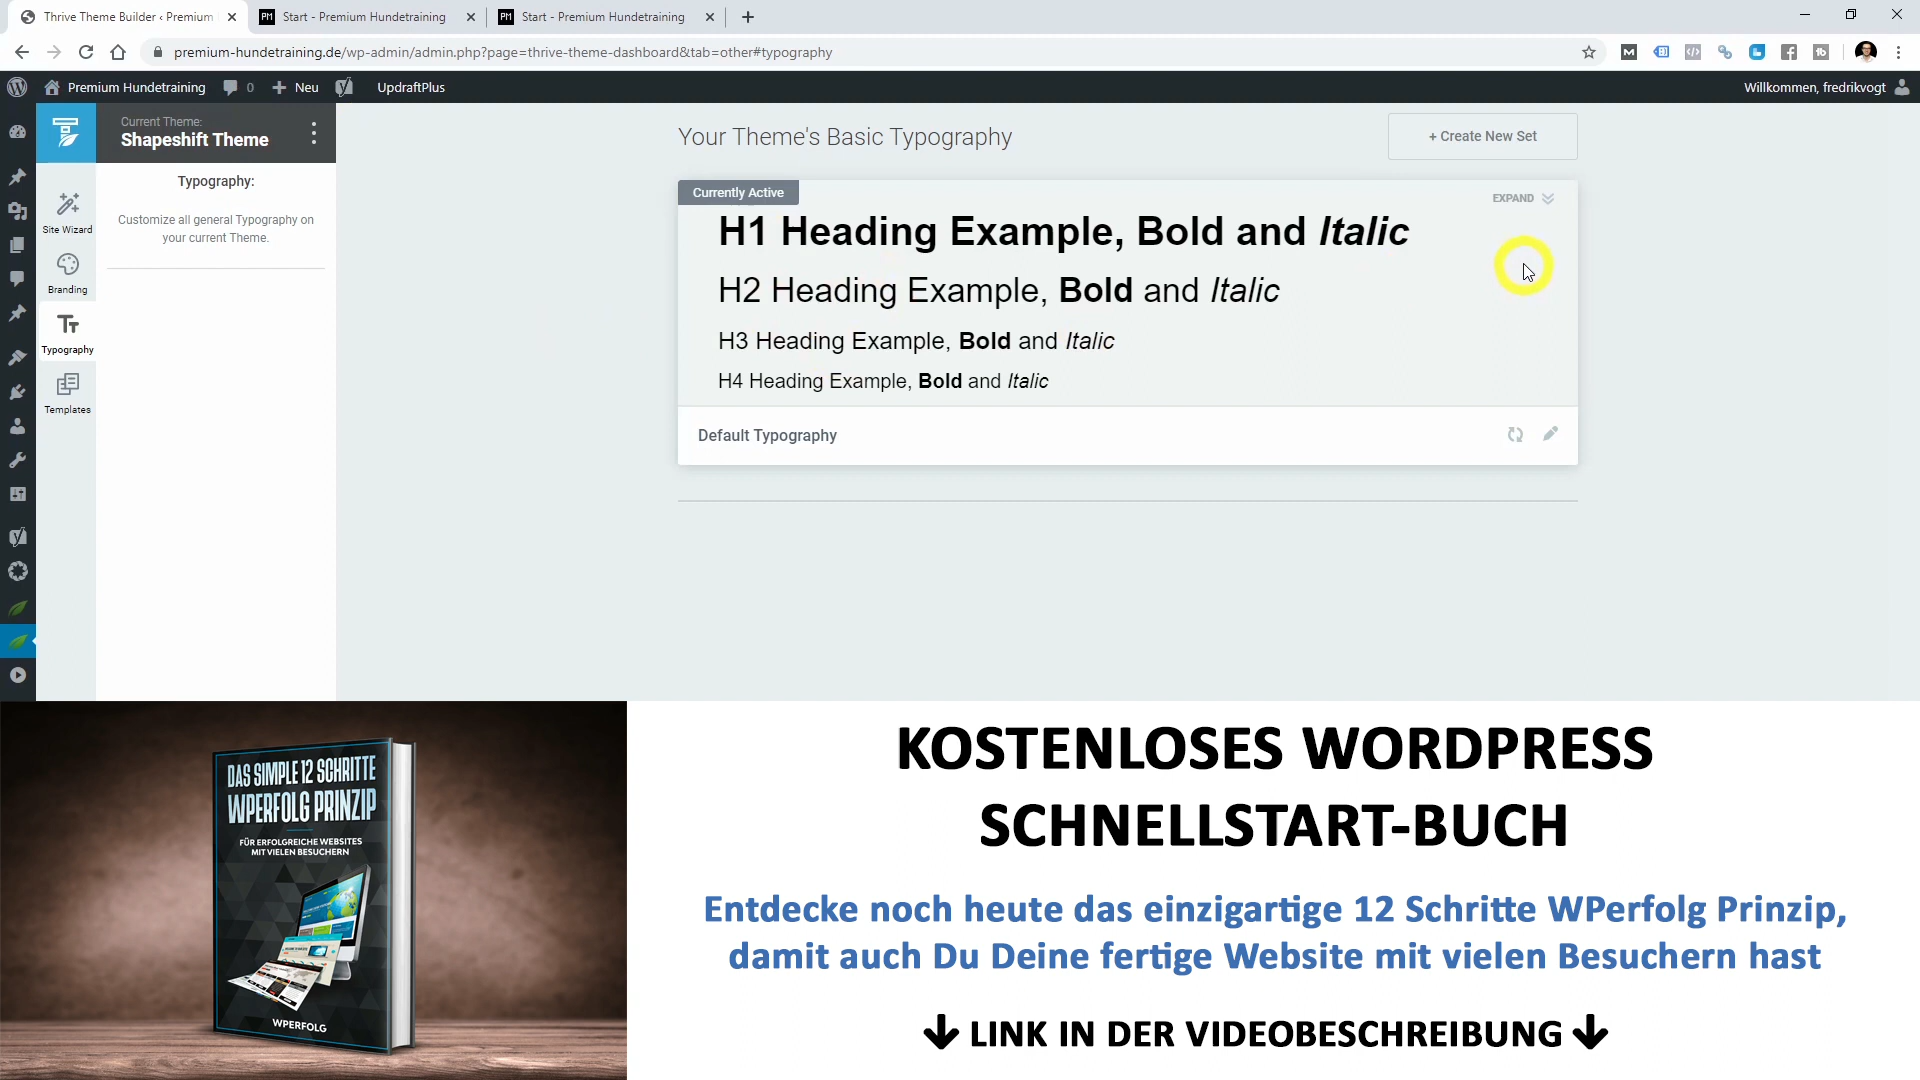 Thrive Theme Builder ‹ Premium
PM Start - Premium Hundetraining
PM Start - Premium Hundetraining
premium-hundetraining.de/wp-admin/admin.php?page=thrive-theme-dashboard&tab=other#typography
Premium Hundetraining
0
Neu
UpdraftPlus
Willkommen, fredrikvogt
Current Theme:
Shapeshift Theme
Typography:
Customize all general Typography on
your current Theme.
Site Wizard
Branding
Tт
Typography
Templates
Your Theme's Basic Typography
+ Create New Set
Currently Active
EXPAND
H1 Heading Example, Bold and Italic
H2 Heading Example, Bold and Italic
H3 Heading Example, Bold and Italic
H4 Heading Example, Bold and Italic
Default Typography
DAS SIMPLE 12 SCHRITTE
WPERFOLG PRINZIP
FÜR ERFOLGREICHE WEBSITES
MIT VIELEN BESUCHERN
WPERFOLG
KOSTENLOSES WORDPRESS
SCHNELLSTART-BUCH
Entdecke noch heute das einzigartige 12 Schritte WPerfolg Prinzip,
damit auch Du Deine fertige Website mit vielen Besuchern hast
↓ LINK IN DER VIDEOBESCHREIBUNG ↓